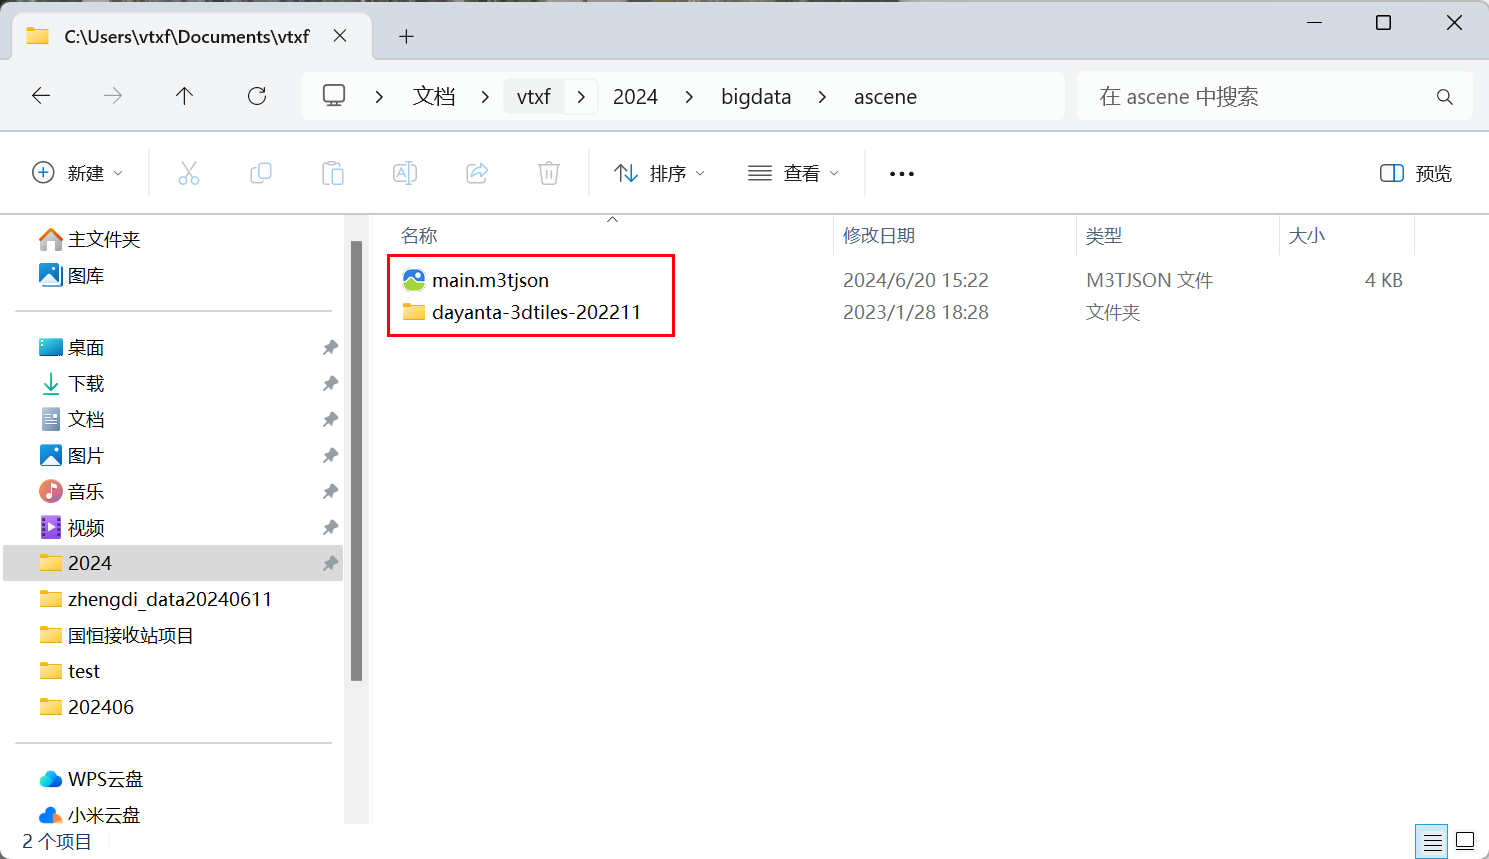 C:\Users\vtxf\Documents\vtxf
文档 vtxf 2024 bigdata ascene
在 ascene 中搜索
新建
排序
查看
预览
主文件夹
图库
桌面
下载
文档
图片
音乐
视频
2024
zhengdi_data20240611
国恒接收站项目
test
202406
WPS云盘
小米云盘
名称 修改日期 类型 大小
main.m3tjson 2024/6/20 15:22 M3TJSON 文件 4 KB
dayanta-3dtiles-202211 2023/1/28 18:28 文件夹
2 个项目